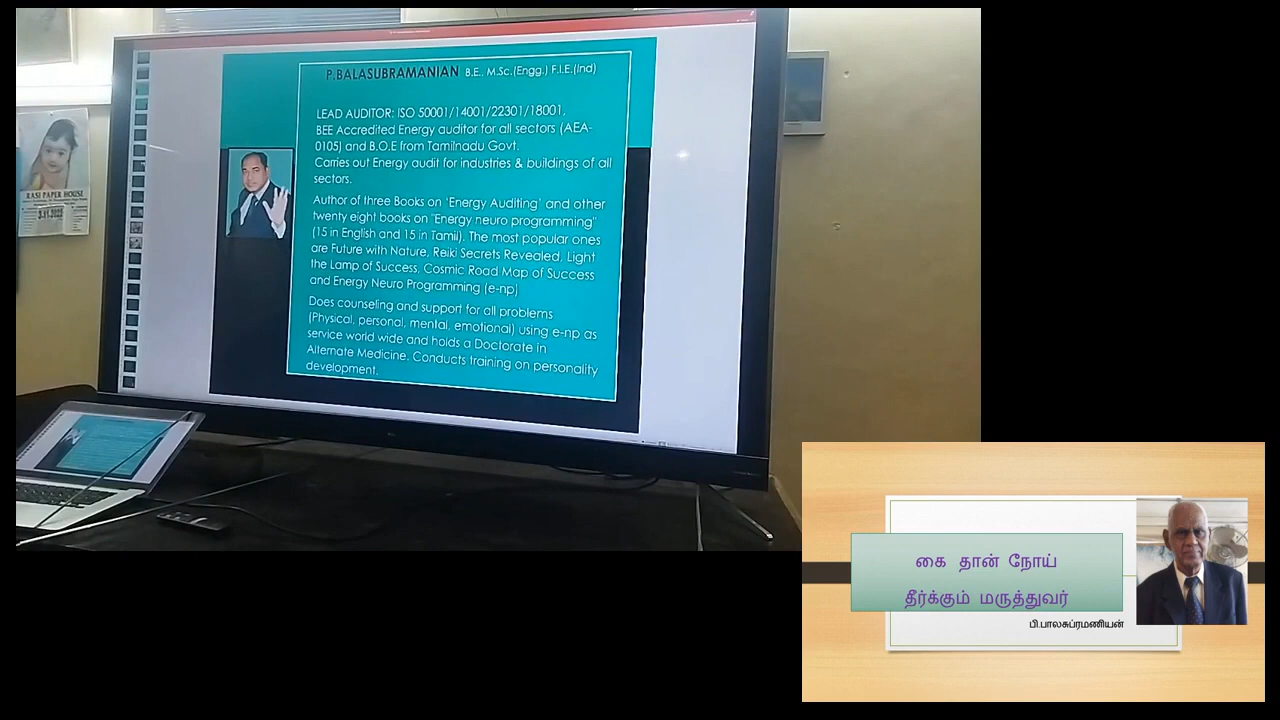 P.BALASUBRAMANIAN B.E., M.Sc.(Engg.) F.I.E.(Ind)
LEAD AUDITOR: ISO 50001/14001/22301/18001,
BEE Accredited Energy auditor for all sectors (AEA-
0105) and B.O.E from Tamilnadu Govt.
Carries out Energy audit for industries & buildings of all
sectors.
Author of three Books on ‘Energy Auditing’ and other
twenty eight books on "Energy neuro programming"
(15 in English and 15 in Tamil). The most popular ones
are Future with Nature, Reiki Secrets Revealed, Light
the Lamp of Success, Cosmic Road Map of Success
and Energy Neuro Programming (e-np)
Does counseling and support for all problems
(Physical, personal, mental, emotional) using e-np as
service world wide and holds a Doctorate in
Alternate Medicine. Conducts training on personality
development.
RASI PAPER HOUSE
கை தான் நோய்
தீர்க்கும் மருத்துவர்
பி.பாலசுப்ரமணியன்